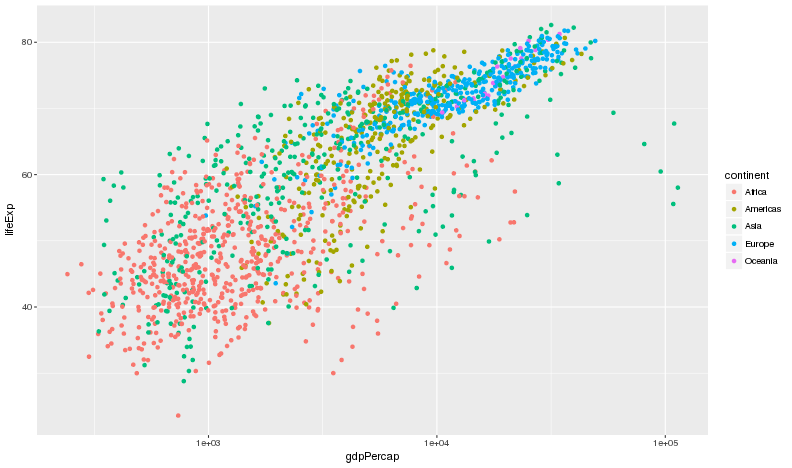 lifeExp
80
60
40
1e+03
1e+04
1e+05
gdpPercap
continent
Africa
Americas
Asia
Europe
Oceania